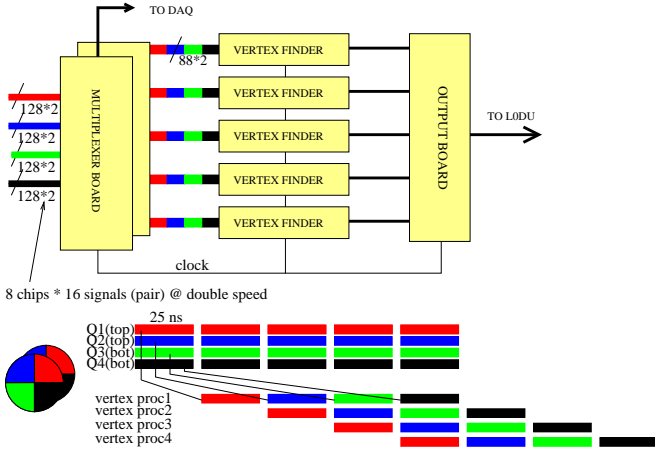 TO DAQ
VERTEX FINDER
88*2
VERTEX FINDER
128*2
MULTIPLEXER BOARD
OUTPUT BOARD
TO L0DU
128*2
VERTEX FINDER
128*2
VERTEX FINDER
128*2
VERTEX FINDER
clock
8 chips * 16 signals (pair) @ double speed
25 ns
Q1(top)
Q2(top)
Q3(bot)
Q4(bot)
vertex proc1
vertex proc2
vertex proc3
vertex proc4